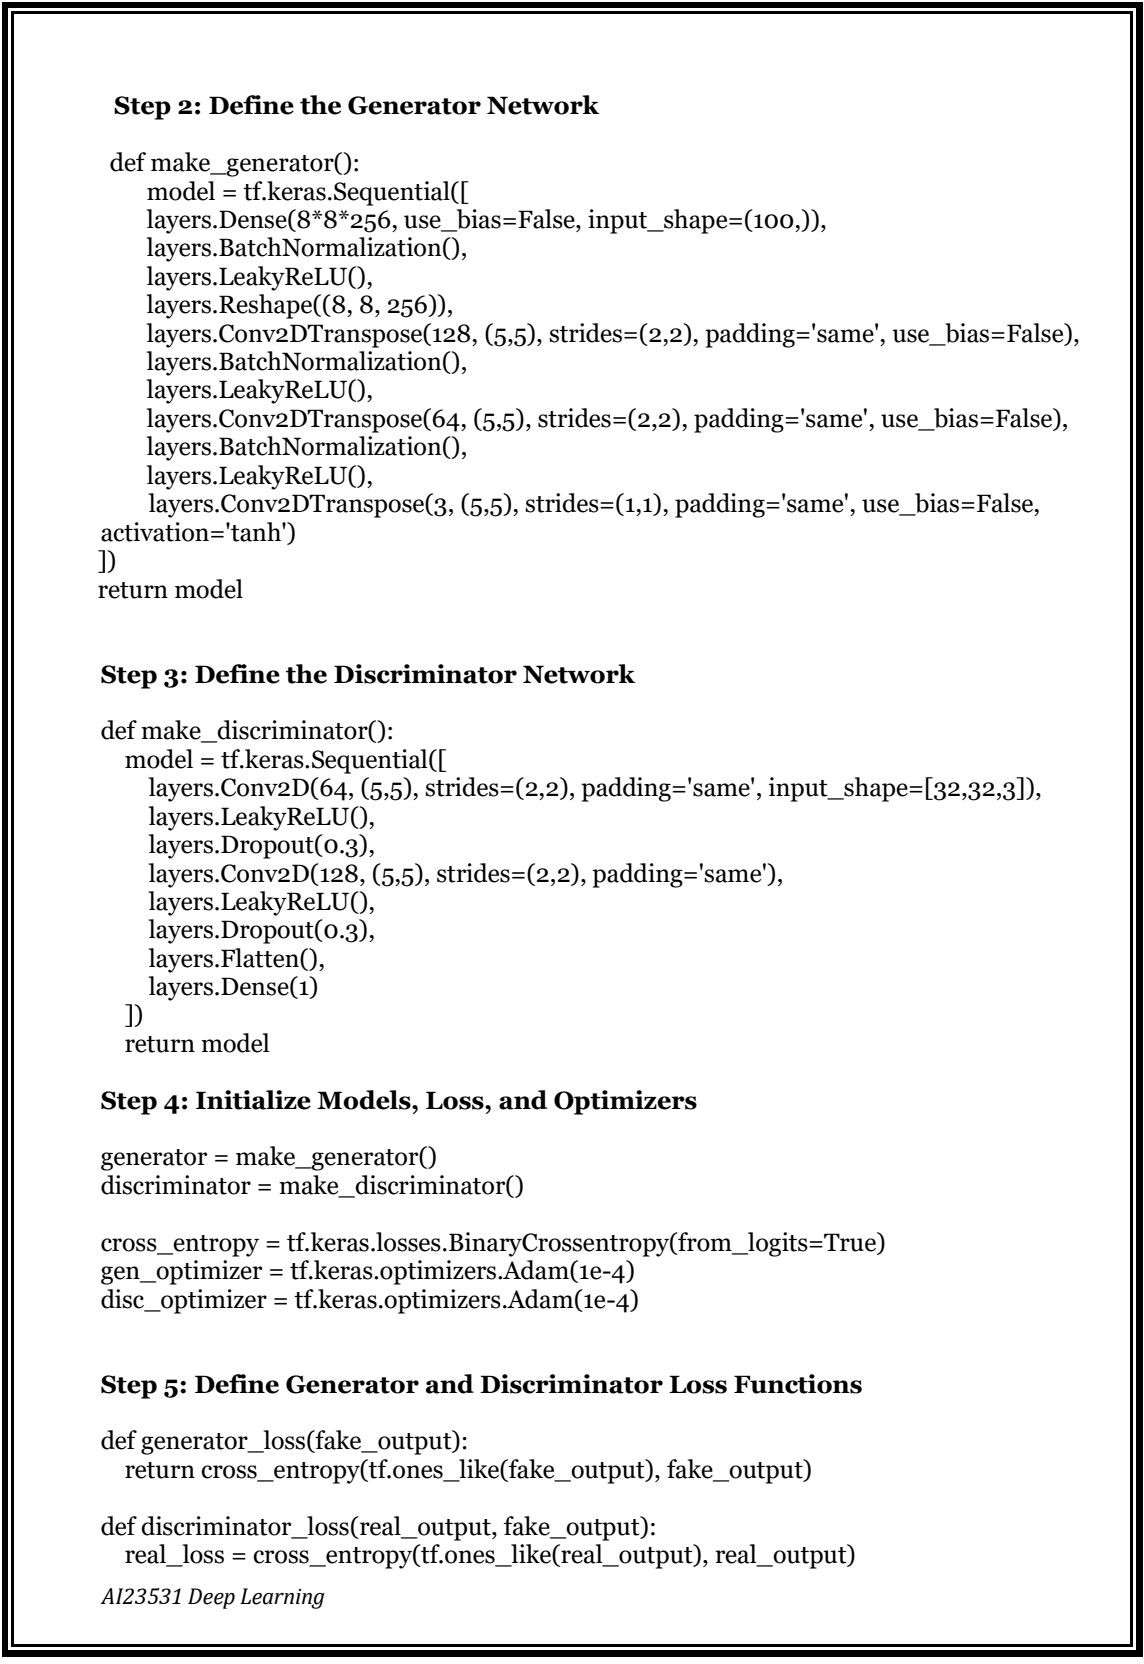 Step 2: Define the Generator Network
def make_generator():
model = tf.keras.Sequential([
layers.Dense(8*8*256, use_bias=False, input_shape=(100,)),
layers.BatchNormalization(),
layers.LeakyReLU(),
layers.Reshape((8, 8, 256)),
layers.Conv2DTranspose(128, (5,5), strides=(2,2), padding='same', use_bias=False),
layers.BatchNormalization(),
layers.LeakyReLU(),
layers.Conv2DTranspose(64, (5,5), strides=(2,2), padding='same', use_bias=False),
layers.BatchNormalization(),
layers.LeakyReLU(),
layers.Conv2DTranspose(3, (5,5), strides=(1,1), padding='same', use_bias=False,
activation='tanh')
])
return model
Step 3: Define the Discriminator Network
def make_discriminator():
model = tf.keras.Sequential([
layers.Conv2D(64, (5,5), strides=(2,2), padding='same', input_shape=[32,32,3]),
layers.LeakyReLU(),
layers.Dropout(0.3),
layers.Conv2D(128, (5,5), strides=(2,2), padding='same'),
layers.LeakyReLU(),
layers.Dropout(0.3),
layers.Flatten(),
layers.Dense(1)
])
return model
Step 4: Initialize Models, Loss, and Optimizers
generator = make_generator()
discriminator = make_discriminator()
cross_entropy = tf.keras.losses.BinaryCrossentropy(from_logits=True)
gen_optimizer = tf.keras.optimizers.Adam(1e-4)
disc_optimizer = tf.keras.optimizers.Adam(1e-4)
Step 5: Define Generator and Discriminator Loss Functions
def generator_loss(fake_output):
return cross_entropy(tf.ones_like(fake_output), fake_output)
def discriminator_loss(real_output, fake_output):
real_loss = cross_entropy(tf.ones_like(real_output), real_output)
AI23531 Deep Learning